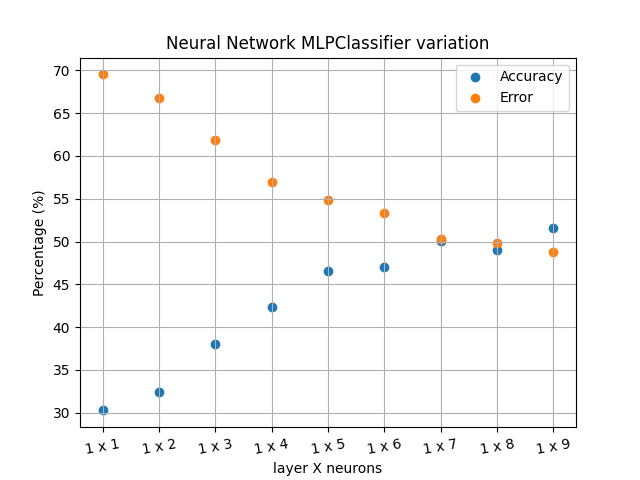 Neural Network MLPClassifier variation
Accuracy
Error
Percentage (%)
70
65
60
55
50
45
40
35
30
1 x 1
1 x 2
1 x 3
1 x 4
1 x 5
1 x 6
1 x 7
1 x 8
1 x 9
layer X neurons